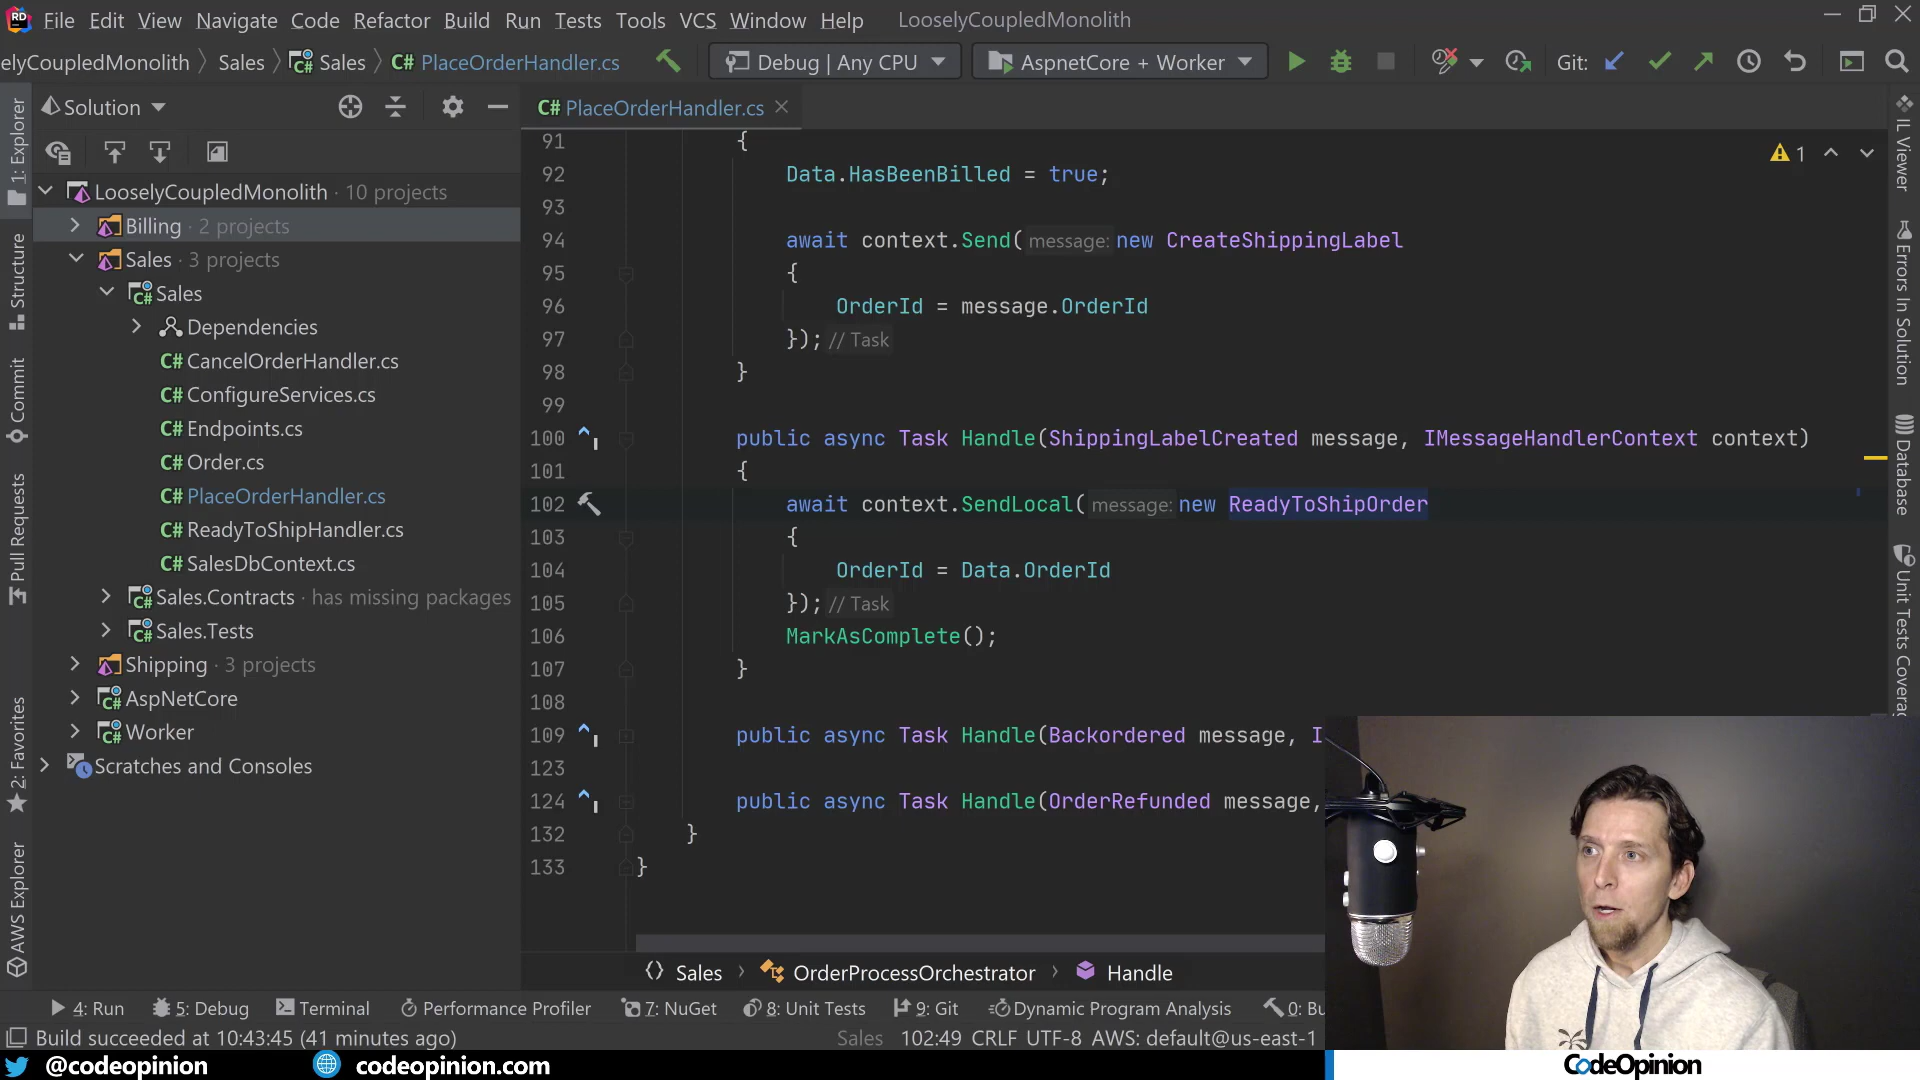 File Edit View Navigate Code Refactor Build Run Tests Tools VCS Window Help LooselyCoupledMonolith
elyCoupledMonolith Sales Sales C# PlaceOrderHandler.cs Debug | Any CPU AspnetCore + Worker Git:
Solution
C# PlaceOrderHandler.cs
1: Explorer
Structure
Commit
Pull Requests
2: Favorites
AWS Explorer
LooselyCoupledMonolith · 10 projects
Billing · 2 projects
Sales · 3 projects
C# Sales
Dependencies
C# CancelOrderHandler.cs
C# ConfigureServices.cs
C# Endpoints.cs
C# Order.cs
C# PlaceOrderHandler.cs
C# ReadyToShipHandler.cs
C# SalesDbContext.cs
C# Sales.Contracts · has missing packages
C# Sales.Tests
Shipping · 3 projects
C# AspNetCore
C# Worker
Scratches and Consoles
1
91 {
92 Data.HasBeenBilled = true;
93
94 await context.Send( message: new CreateShippingLabel
95 {
96 OrderId = message.OrderId
97 }); // Task
98 }
99
100 public async Task Handle(ShippingLabelCreated message, IMessageHandlerContext context)
101 {
102 await context.SendLocal( message: new ReadyToShipOrder
103 {
104 OrderId = Data.OrderId
105 }); // Task
106 MarkAsComplete();
107 }
108
109 public async Task Handle(Backordered message, I
123
124 public async Task Handle(OrderRefunded message,
132 }
133 }
IL Viewer
Errors In Solution
Database
Unit Tests Coverag
Sales OrderProcessOrchestrator Handle
4: Run 5: Debug Terminal Performance Profiler 7: NuGet 8: Unit Tests 9: Git Dynamic Program Analysis 0: Bu
Build succeeded at 10:43:45 (41 minutes ago) Sales 102:49 CRLF UTF-8 AWS: default@us-east-1
@codeopinion codeopinion.com
CodeOpinion